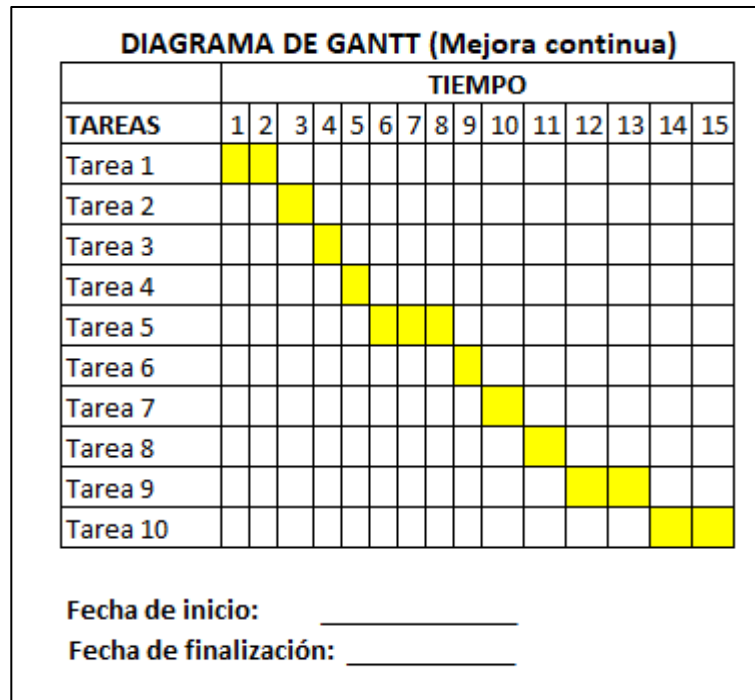 DIAGRAMA DE GANTT (Mejora continua)
TIEMPO
TAREAS 1 2 3 4 5 6 7 8 9 10 11 12 13 14 15
Tarea 1
Tarea 2
Tarea 3
Tarea 4
Tarea 5
Tarea 6
Tarea 7
Tarea 8
Tarea 9
Tarea 10
Fecha de inicio: ______________
Fecha de finalización: ____________